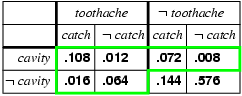 toothache ¬ toothache
catch ¬ catch catch ¬ catch
cavity .108 .012 .072 .008
¬ cavity .016 .064 .144 .576